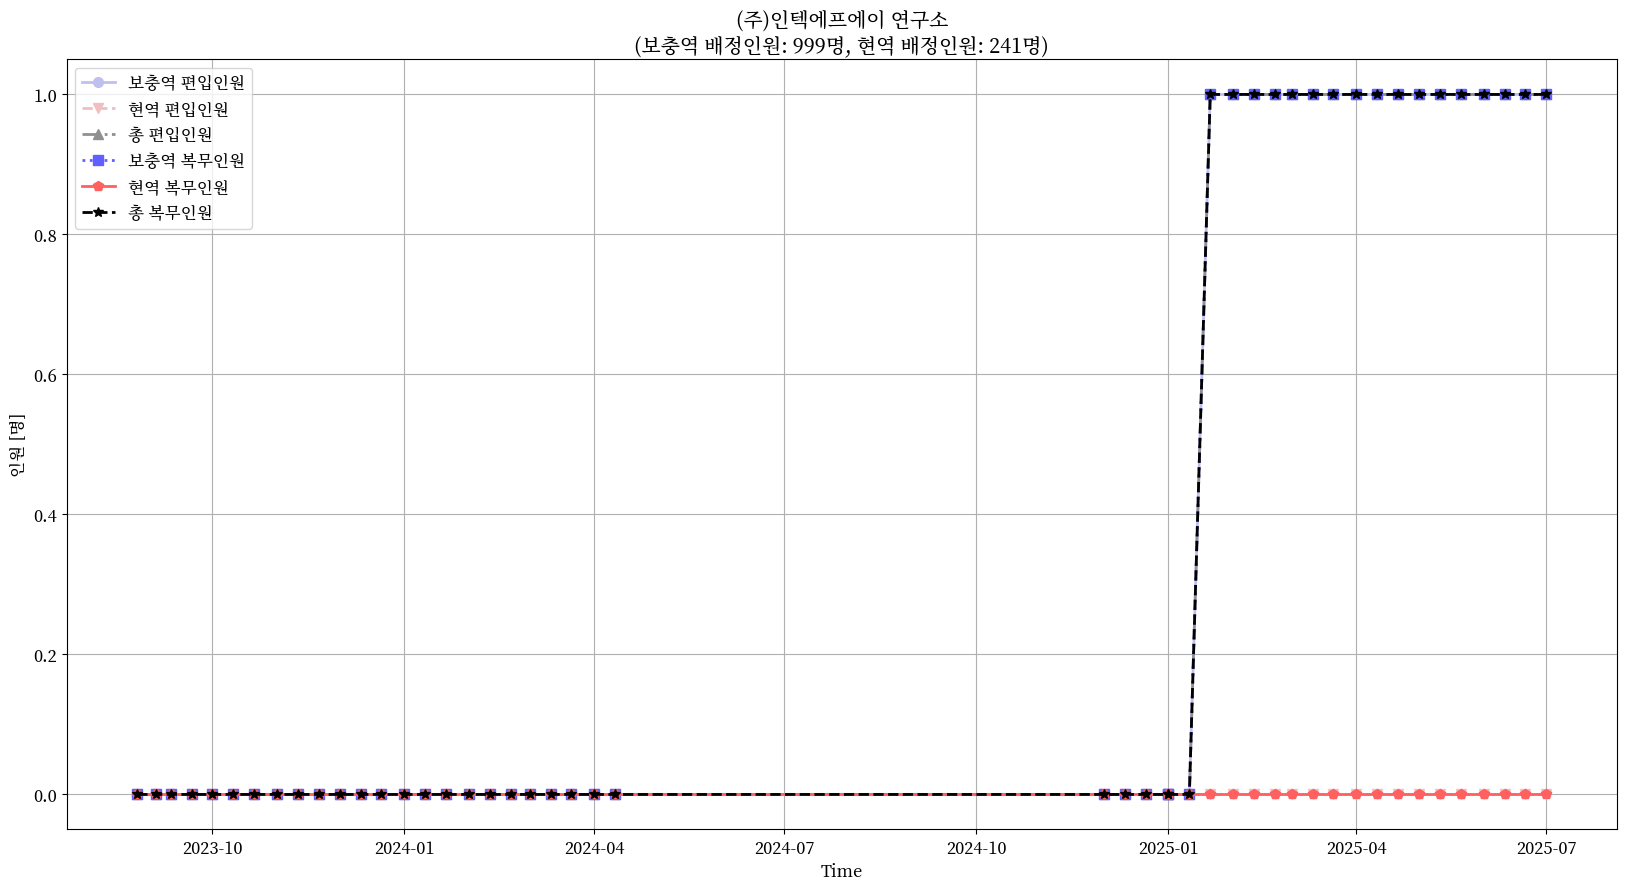 (주)인텍에프에이 연구소
(보충역 배정인원: 999명, 현역 배정인원: 241명)
보충역 편입인원
현역 편입인원
총 편입인원
보충역 복무인원
현역 복무인원
총 복무인원
1.0
0.8
0.6
0.4
0.2
0.0
인원 [명]
2023-10
2024-01
2024-04
2024-07
2024-10
2025-01
2025-04
2025-07
Time